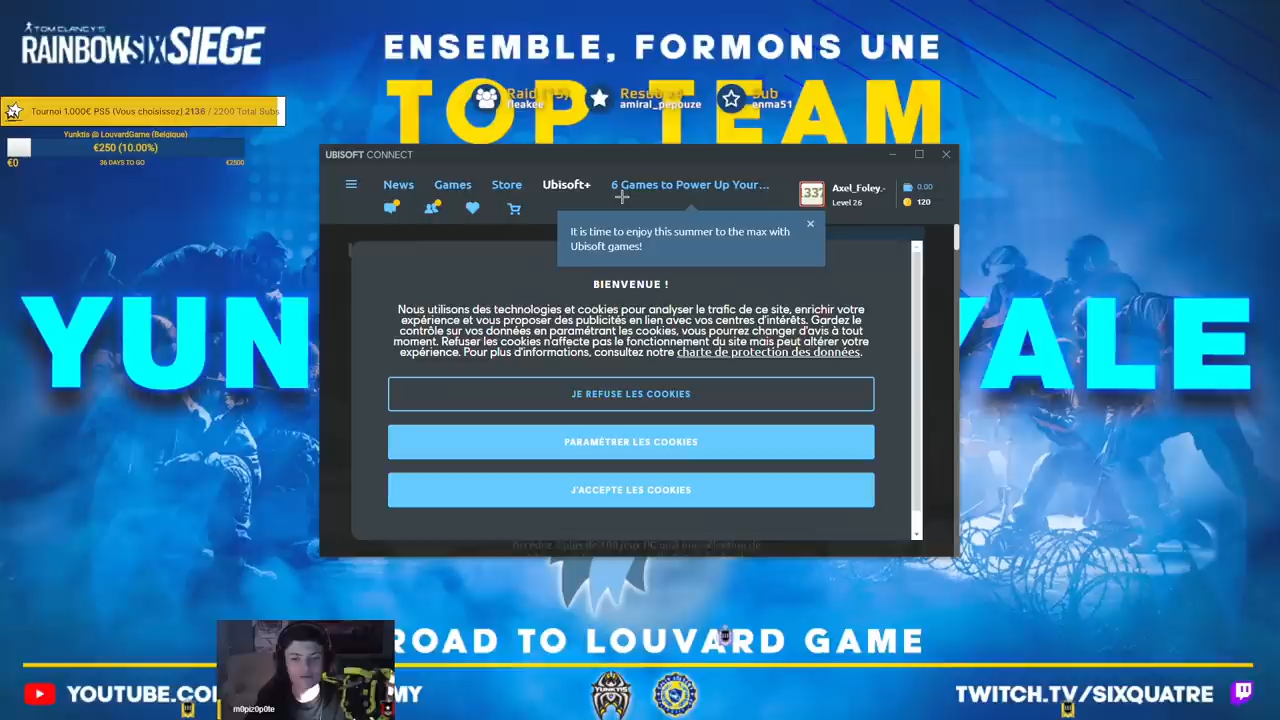 TOM CLANCY'S
RAINBOWSIXSIEGE
ENSEMBLE, FORMONS UNE
TOP TEAM
Raid
fleakee
amiral_pepouze
Sub
enma51
Tournoi 1.000€ PS5 (Vous choisissez) 2136 / 2200 Total Subs
Yunktis @ LouvardGame (Belgique)
€250 (10.00%)
€0
36 DAYS TO GO
€2500
UBISOFT CONNECT
News
Games
Store
Ubisoft+
6 Games to Power Up Your...
Axel_Foley.-
Level 26
0.00
120
It is time to enjoy this summer to the max with
Ubisoft games!
BIENVENUE !
Nous utilisons des technologies et cookies pour analyser le trafic de ce site, enrichir votre
expérience et vous proposer des publicités en lien avec vos centres d'intérêts. Gardez le
contrôle sur vos données en paramétrant les cookies, vous pourrez changer d'avis à tout
moment. Refuser les cookies n'affecte pas le fonctionnement du site mais peut altérer votre
expérience. Pour plus d'informations, consultez notre charte de protection des données.
JE REFUSE LES COOKIES
PARAMÉTRER LES COOKIES
J'ACCEPTE LES COOKIES
YUN
YALE
ROAD TO LOUVARD GAME
YOUTUBE.CO
MY
m0piz0p0te
YUNKTIS
TWITCH.TV/SIXQUATRE